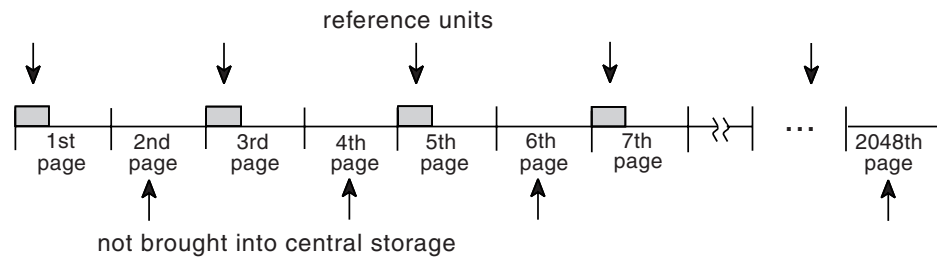 reference units
1st page
2nd page
3rd page
4th page
5th page
6th page
7th page
...
2048th page
not brought into central storage